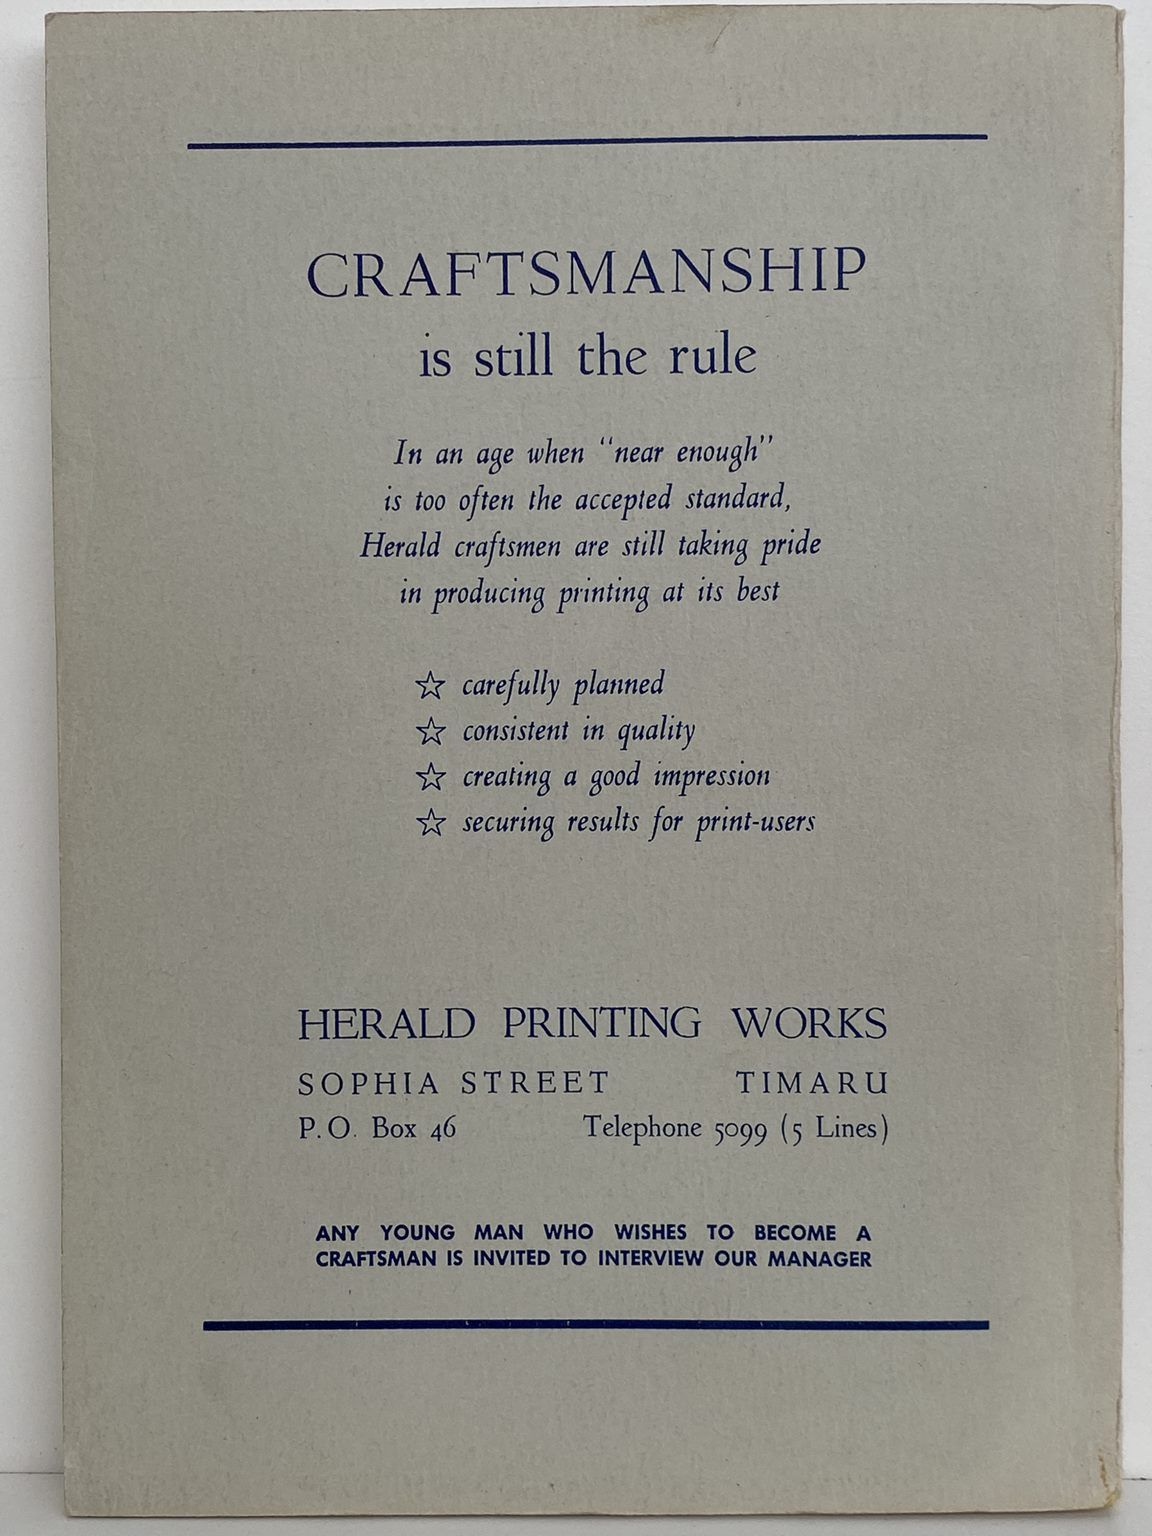 CRAFTSMANSHIP
is still the rule
In an age when "near enough"
is too often the accepted standard,
Herald craftsmen are still taking pride
in producing printing at its best
☆ carefully planned
☆ consistent in quality
☆ creating a good impression
☆ securing results for print-users
HERALD PRINTING WORKS
SOPHIA STREET TIMARU
P.O. Box 46 Telephone 5099 (5 Lines)
ANY YOUNG MAN WHO WISHES TO BECOME A
CRAFTSMAN IS INVITED TO INTERVIEW OUR MANAGER